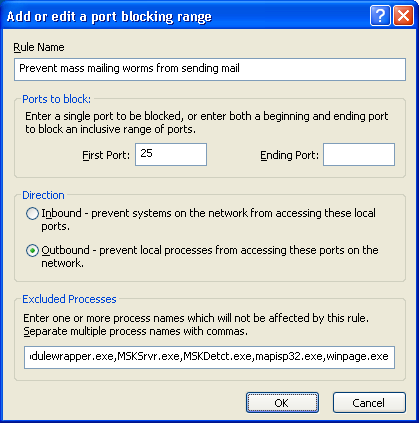 Add or edit a port blocking range
Rule Name
Prevent mass mailing worms from sending mail
Ports to block:
Enter a single port to be blocked, or enter both a beginning and ending port
to block an inclusive range of ports.
First Port: 25 Ending Port:
Direction
Inbound - prevent systems on the network from accessing these local
ports.
Outbound - prevent local processes from accessing these ports on the
network.
Excluded Processes
Enter one or more process names which will not be affected by this rule.
Separate multiple process names with commas.
dulewrapper.exe,MSKSrvr.exe,MSKDetct.exe,mapisp32.exe,winpage.exe
OK Cancel